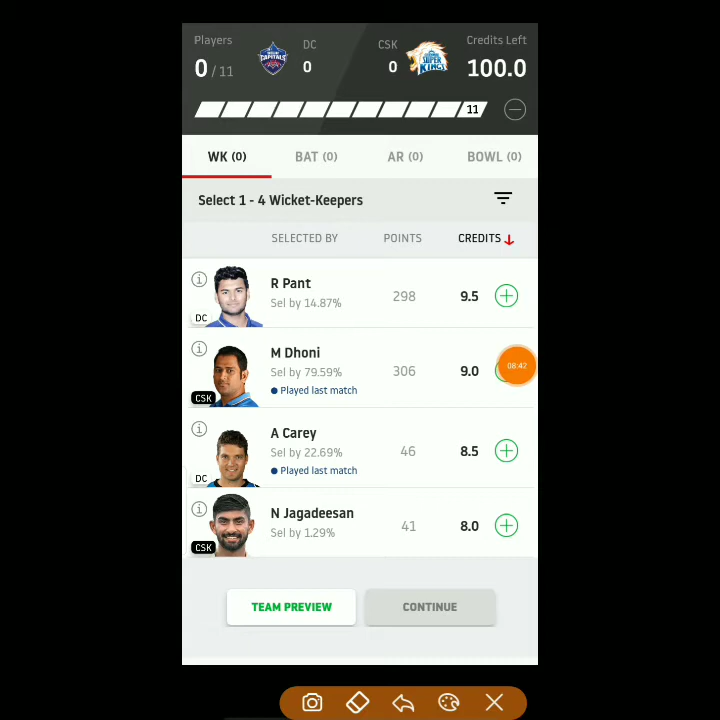 Players
DC
CSK
Credits Left
0 / 11
0
0
100.0
CAPITALS
SUPER
KINGS
11
WK (0)
BAT (0)
AR (0)
BOWL (0)
Select 1 - 4 Wicket-Keepers
SELECTED BY
POINTS
CREDITS
R Pant
Sel by 14.87%
298
9.5
DC
M Dhoni
Sel by 79.59%
Played last match
306
9.0
08:42
CSK
A Carey
Sel by 22.69%
Played last match
46
8.5
DC
N Jagadeesan
Sel by 1.29%
41
8.0
CSK
TEAM PREVIEW
CONTINUE